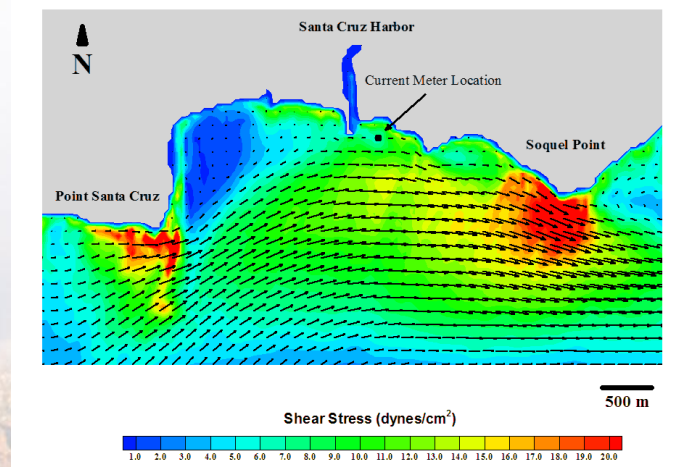 Santa Cruz Harbor
N
Current Meter Location
Soquel Point
Point Santa Cruz
500 m
Shear Stress (dynes/cm²)
1.0 2.0 3.0 4.0 5.0 6.0 7.0 8.0 9.0 10.0 11.0 12.0 13.0 14.0 15.0 16.0 17.0 18.0 19.0 20.0